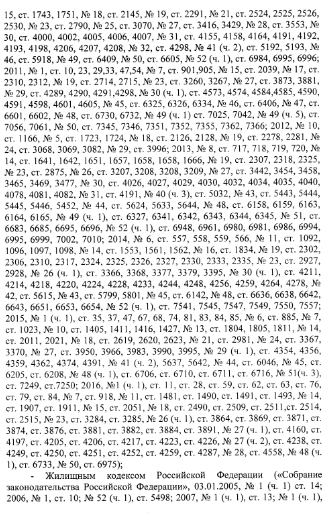 15, ст. 1743, 1751, № 18, ст. 2145, № 19, ст. 2291, № 21, ст. 2524, 2525, 2526,
2530, № 23, ст. 2790, № 25, ст. 3070, № 27, ст. 3416, 3429, № 28, ст. 3553, №
30, ст. 4000, 4002, 4005, 4006, 4007, № 31, ст. 4155, 4158, 4164, 4191, 4192,
4193, 4198, 4206, 4207, 4208, № 32, ст. 4298, № 41 (ч. 2), ст. 5192, 5193, №
46, ст. 5918, № 49, ст. 6409, № 50, ст. 6605, № 52 (ч. 1), ст. 6984, 6995, 6996;
2011, № 1, ст. 10, 23, 29,33, 47,54, № 7, ст. 901,905, № 15, ст. 2039, № 17, ст.
2310, 2312, № 19, ст. 2714, 2715, № 23, ст. 3260, 3267, № 27, ст. 3873, 3881,
№ 29, ст. 4289, 4290, 4291,4298, № 30 (ч. 1), ст. 4573, 4574, 4584,4585, 4590,
4591, 4598, 4601, 4605, № 45, ст. 6325, 6326, 6334, № 46, ст. 6406, № 47, ст.
6601, 6602, № 48, ст. 6730, 6732, № 49 (ч. 1) ст. 7025, 7042, № 49 (ч. 5), ст.
7056, 7061, № 50, ст. 7345, 7346, 7351, 7352, 7355, 7362, 7366; 2012, № 10,
ст. 1166, № 5, ст. 1723, 1724, № 18, ст. 2126, 2128, № 19, ст. 2278, 2281, №
24, ст. 3068, 3069, 3082, № 29, ст. 3996; 2013, № 8, ст. 717, 718, 719, 720, №
14, ст. 1641, 1642, 1651, 1657, 1658, 1658, 1666, № 19, ст. 2307, 2318, 2325,
№ 23, ст. 2875, № 26, ст. 3207, 3208, 3208, 3209, № 27, ст. 3442, 3454, 3458,
3465, 3469, 3477, № 30, ст. 4026, 4027, 4029, 4030, 4032, 4034, 4035, 4040,
4078, 4081, 4082, № 31, ст. 4191, № 40 (ч. 3), ст. 5032, № 43, ст. 5443, 5444,
5445, 5446, 5452, № 44, ст. 5624, 5633, 5644, № 48, ст. 6158, 6159, 6163,
6164, 6165, № 49 (ч. 1), ст. 6327, 6341, 6342, 6343, 6344, 6345, № 51, ст.
6683, 6685, 6695, 6696, № 52 (ч. 1), ст. 6948, 6961, 6980, 6981, 6986, 6994,
6995, 6999, 7002, 7010; 2014, № 6, ст. 557, 558, 559, 566, № 11, ст. 1092,
1096, 1097, 1098, № 14, ст. 1553, 1561, 1562, № 16, ст. 1834, № 19, ст. 2302,
2306, 2310, 2317, 2324, 2325, 2326, 2327, 2330, 2333, 2335, № 23, ст. 2927,
2928, № 26 (ч. 1), ст. 3366, 3368, 3377, 3379, 3395, № 30 (ч. 1), ст. 4211,
4214, 4218, 4220, 4224, 4228, 4233, 4244, 4248, 4256, 4259, 4264, 4278, №
42, ст. 5615, № 43, ст. 5799, 5801, № 45, ст. 6142, № 48, ст. 6636, 6638, 6642,
6643, 6651, 6653, 6654, № 52 (ч. 1), ст. 7541, 7545, 7547, 7549, 7550, 7557;
2015, № 1 (ч. 1), ст. 35, 37, 47, 67, 68, 74, 81, 83, 84, 85, № 6, ст. 885, № 7,
ст. 1023, № 10, ст. 1405, 1411, 1416, 1427, № 13, ст. 1804, 1805, 1811, № 14,
ст. 2011, 2021, № 18, ст. 2619, 2620, 2623, № 21, ст. 2981, № 24, ст. 3367,
3370, № 27, ст. 3950, 3966, 3983, 3990, 3995, № 29 (ч. 1), ст. 4354, 4356,
4359, 4362, 4374, 4391, № 41 (ч. 2), 5637, 5642, № 44, ст. 6046, № 45, ст.
6205, ст. 6208, № 48 (ч. 1), ст. 6706, ст. 6710, ст. 6711, ст. 6716, № 51(ч. 3),
ст. 7249, ст.7250; 2016, №1 (ч. 1), ст. 11, ст. 28, ст. 59, ст. 62, ст. 63, ст. 76,
ст. 79, ст. 84, № 7, ст. 918, № 11, ст. 1481, ст. 1490, ст. 1491, ст. 1493, № 14,
ст. 1907, ст. 1911, № 15, ст. 2051, № 18, ст. 2490, ст. 2509, ст. 2511, ст.2514,
ст. 2515, № 23, ст. 3284, ст. 3285, № 26 (ч. 1), ст. 3864, ст. 3869, ст. 3871, ст.
3874, ст. 3876, ст. 3881, ст. 3882, ст. 3884, ст. 3891, № 27 (ч. 1), ст. 4160, ст.
4197, ст. 4205, ст. 4206, ст. 4217, ст. 4223, ст. 4226, № 27 (ч. 2), ст. 4238, ст.
4249, ст. 4250, ст. 4251, ст. 4252, ст. 4259, ст. 4287, № 28, ст. 4558, № 48 (ч.
1), ст. 6733, № 50, ст. 6975);
- Жилищным кодексом Российской Федерации («Собрание
законодательства Российской Федерации», 03.01.2005, № 1 (ч. 1) ст. 14;
2006, № 1, ст. 10; № 52 (ч. 1), ст. 5498; 2007, № 1 (ч. 1), ст. 13; № 1 (ч. 1),